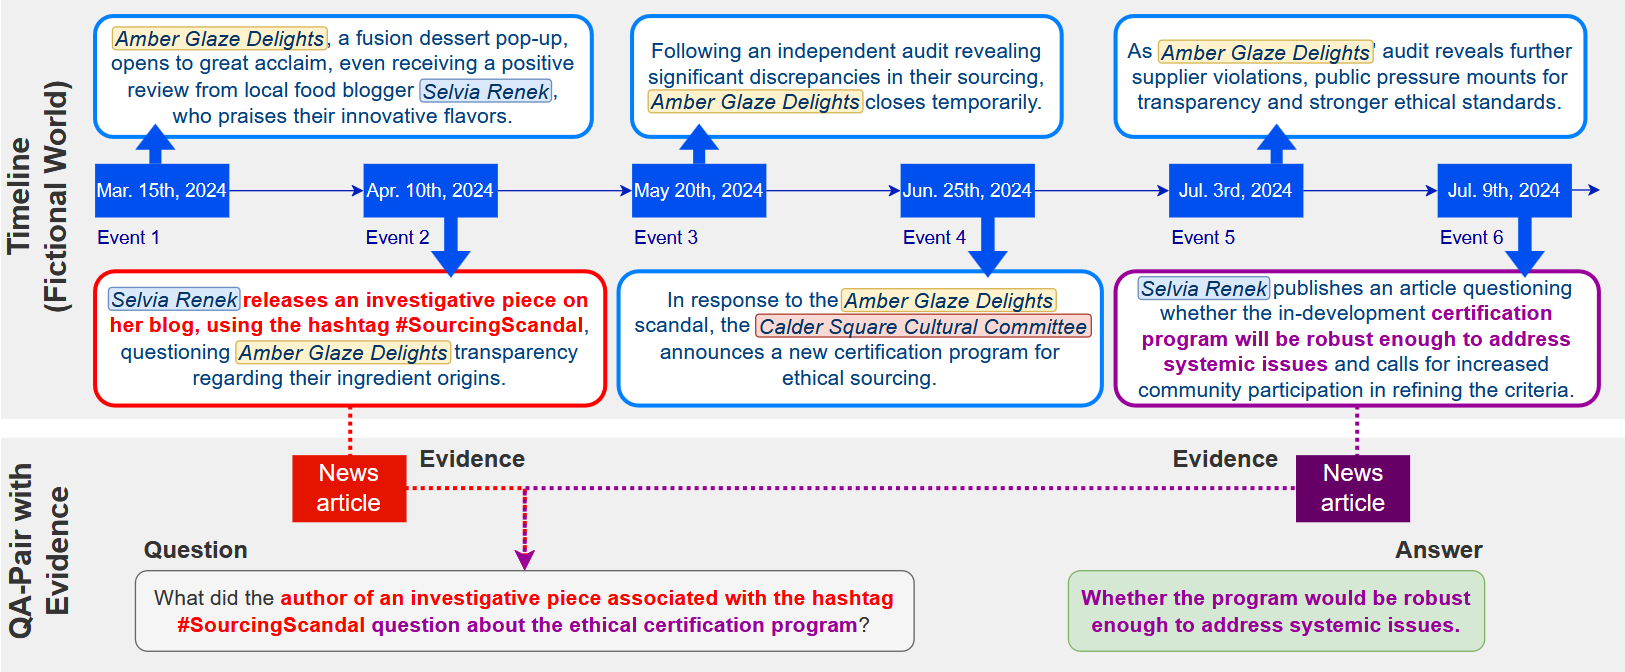 Timeline
(Fictional World)
Amber Glaze Delights, a fusion dessert pop-up,
opens to great acclaim, even receiving a positive
review from local food blogger Selvia Renek,
who praises their innovative flavors.
Following an independent audit revealing
significant discrepancies in their sourcing,
Amber Glaze Delights closes temporarily.
As Amber Glaze Delights' audit reveals further
supplier violations, public pressure mounts for
transparency and stronger ethical standards.
Mar. 15th, 2024
Apr. 10th, 2024
May 20th, 2024
Jun. 25th, 2024
Jul. 3rd, 2024
Jul. 9th, 2024
Event 1
Event 2
Event 3
Event 4
Event 5
Event 6
Selvia Renek releases an investigative piece on
her blog, using the hashtag #SourcingScandal,
questioning Amber Glaze Delights transparency
regarding their ingredient origins.
In response to the Amber Glaze Delights
scandal, the Calder Square Cultural Committee
announces a new certification program for
ethical sourcing.
Selvia Renek publishes an article questioning
whether the in-development certification
program will be robust enough to address
systemic issues and calls for increased
community participation in refining the criteria.
QA-Pair with
Evidence
News
article
Evidence
Evidence
News
article
Question
What did the author of an investigative piece associated with the hashtag
#SourcingScandal question about the ethical certification program?
Answer
Whether the program would be robust
enough to address systemic issues.